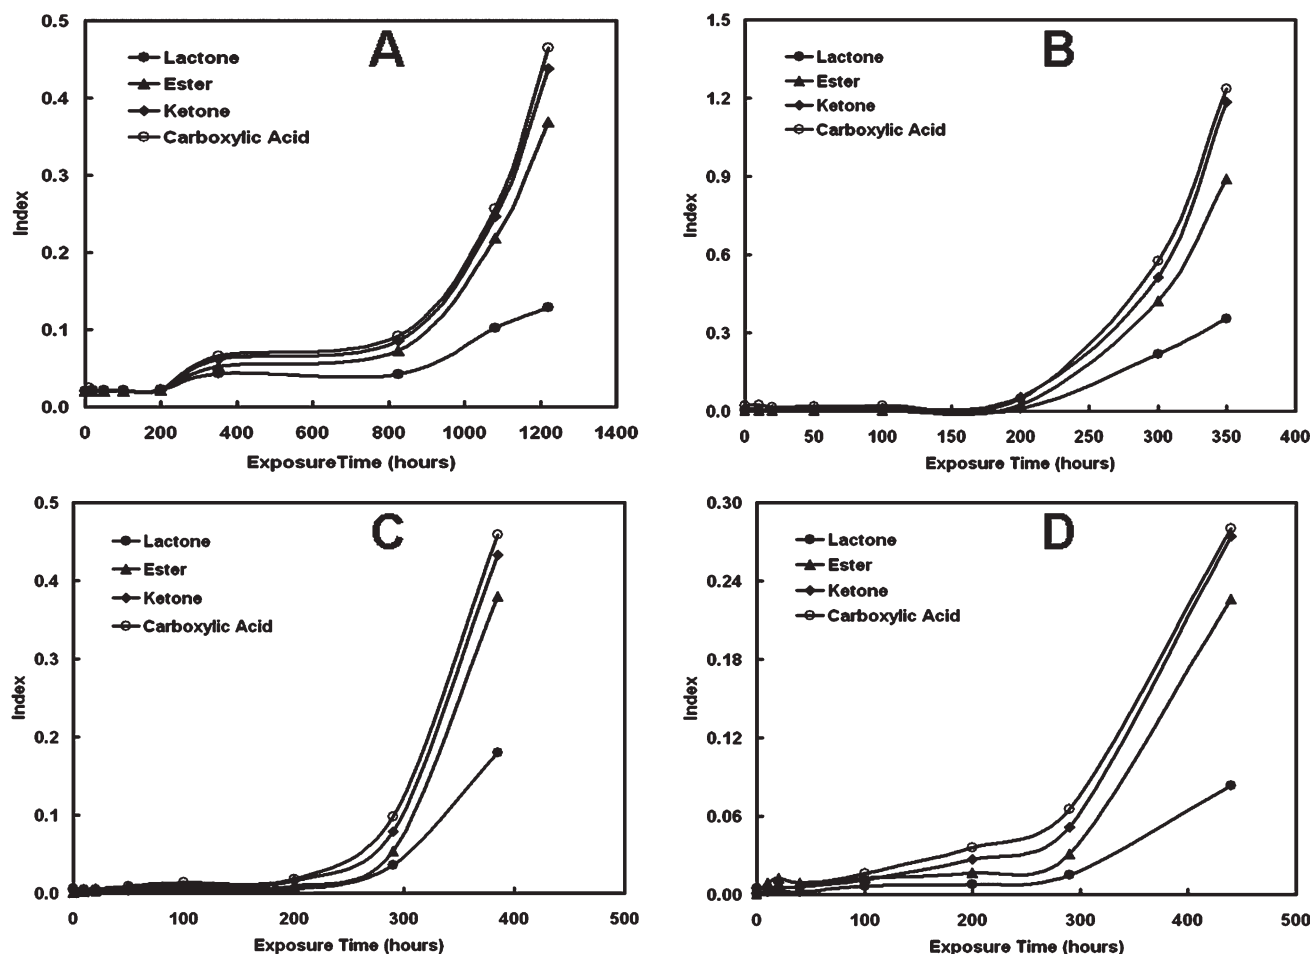 A
Lactone
Ester
Ketone
Carboxylic Acid
0.5
0.4
0.3
0.2
0.1
0.0
Index
0 200 400 600 800 1000 1200 1400
ExposureTime (hours)
B
Lactone
Ester
Ketone
Carboxylic Acid
1.5
1.2
0.9
0.6
0.3
0.0
Index
0 50 100 150 200 250 300 350 400
Exposure Time (hours)
C
Lactone
Ester
Ketone
Carboxylic Acid
0.5
0.4
0.3
0.2
0.1
0.0
Index
0 100 200 300 400 500
Exposure Time (hours)
D
Lactone
Ester
Ketone
Carboxylic Acid
0.30
0.24
0.18
0.12
0.06
0.00
Index
0 100 200 300 400 500
Exposure Time (hours)